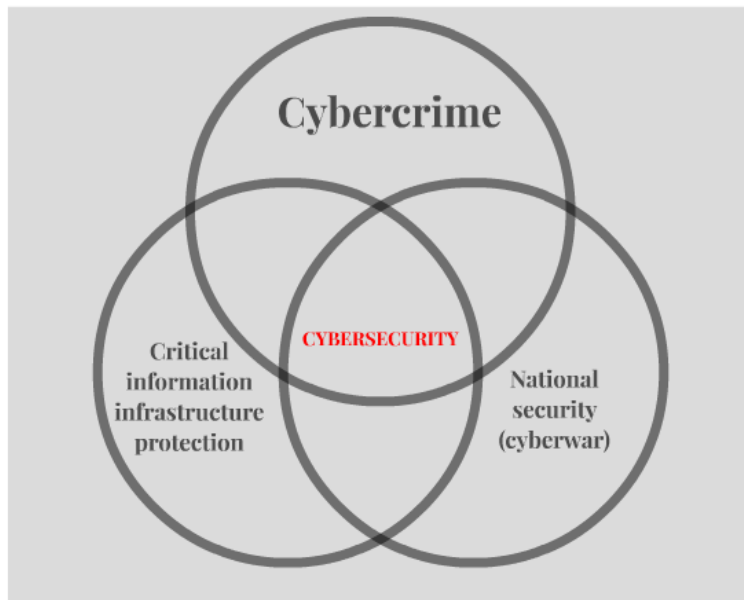 Cybercrime
CYBERSECURITY
Critical
information
infrastructure
protection
National
security
(cyberwar)